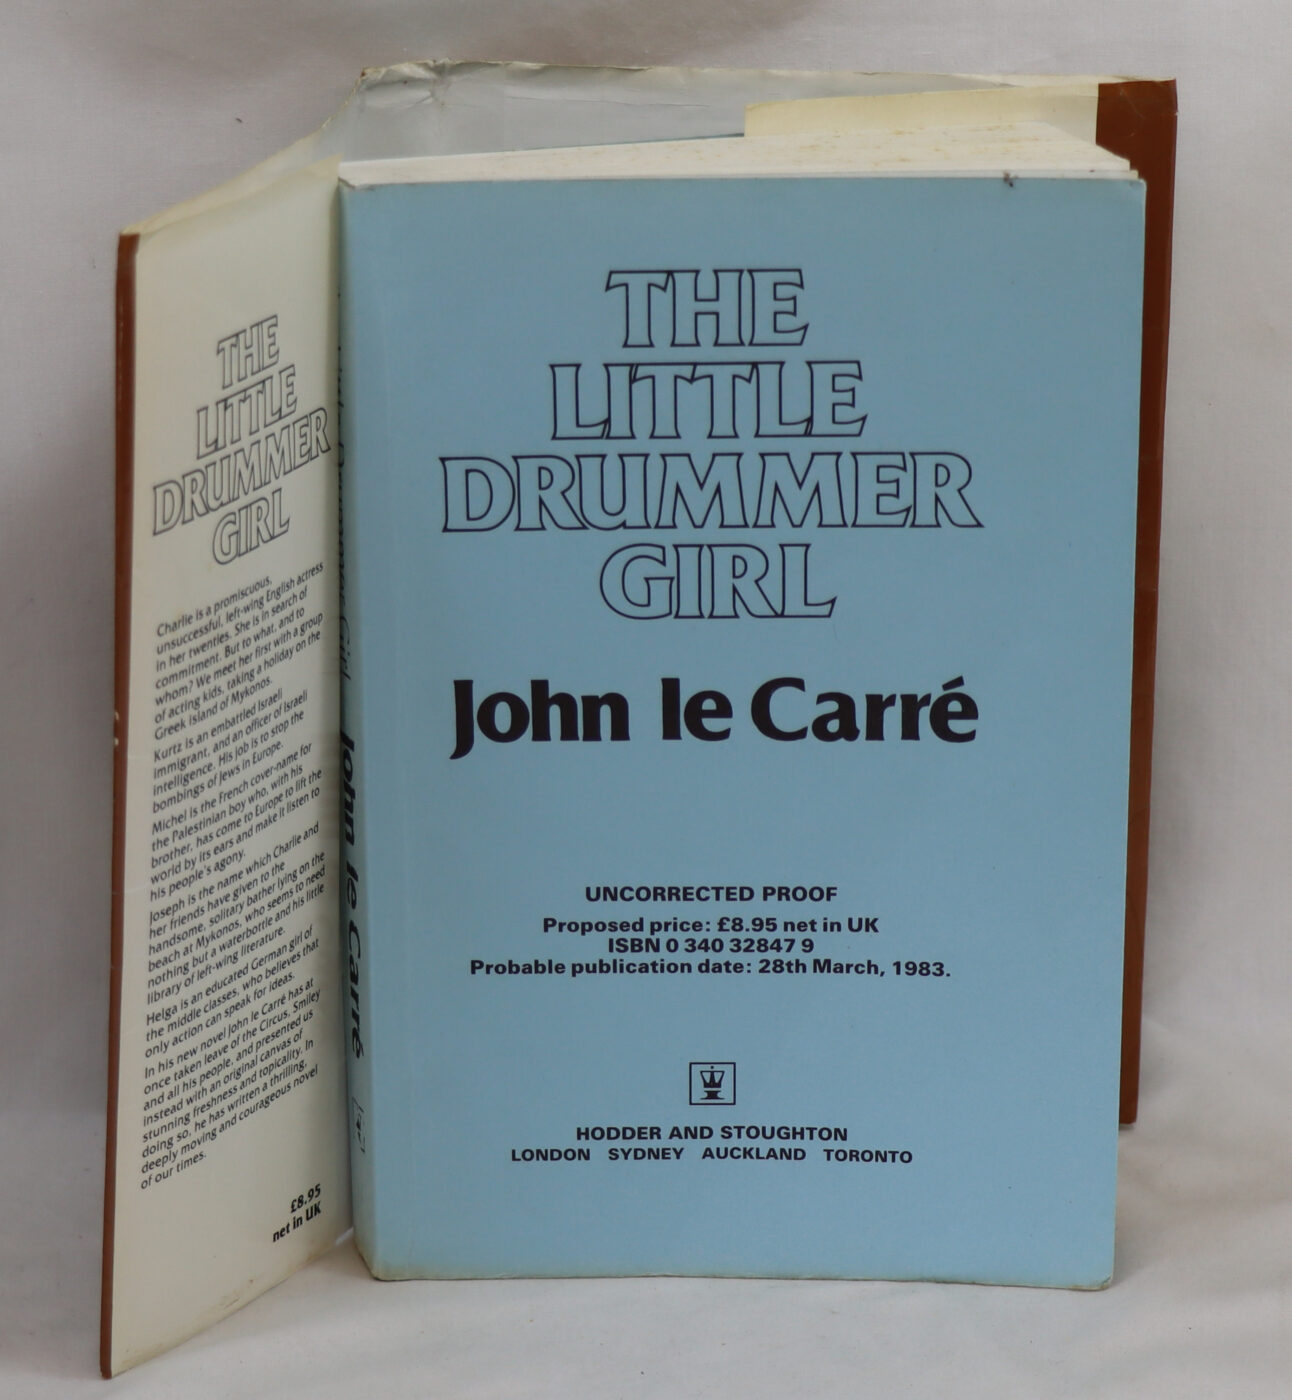 THE
LITTLE
DRUMMER
GIRL
Charlie is a promiscuous,
unsuccessful, left-wing English actress
in her twenties. She is in search of
commitment. But to what, and to
whom? We meet her first with a group
of acting kids, taking a holiday on the
Greek island of Mykonos.
Kurtz is an embattled Israeli
immigrant, and an officer of Israeli
intelligence. His job is to stop the
bombings of Jews in Europe.
Michel is the French cover-name for
the Palestinian boy who, with his
brother, has come to Europe to lift the
world by its ears and make it listen to
his people's agony.
Joseph is the name which Charlie and
her friends have given to the
handsome, solitary bather lying on the
beach at Mykonos, who seems to need
nothing but a waterbottle and his little
library of left-wing literature.
Helga is an educated German girl of
the middle classes, who believes that
only action can speak for ideas.
In his new novel John le Carré has at
once taken leave of the Circus, Smiley
and all his people, and presented us
instead with an original canvas of
stunning freshness and topicality. In
doing so, he has written a thrilling,
deeply moving and courageous novel
of our times.
£8.95
net in UK
Little Drummer Girl John le Carré
THE
LITTLE
DRUMMER
GIRL
John le Carré
UNCORRECTED PROOF
Proposed price: £8.95 net in UK
ISBN 0 340 32847 9
Probable publication date: 28th March, 1983.
HODDER AND STOUGHTON
LONDON SYDNEY AUCKLAND TORONTO